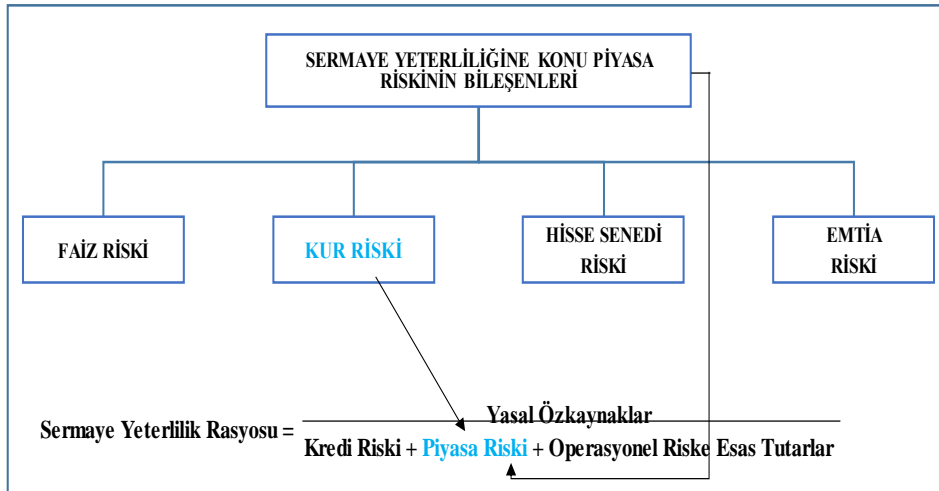 SERMAYE YETERLİLİĞİNE KONU PİYASA
RİSKİNİN BİLEŞENLERİ
FAİZ RİSKİ
KUR RİSKİ
HİSSE SENEDİ
RİSKİ
EMTİA
RİSKİ
Yasal Özkaynaklar
Sermaye Yeterlilik Rasyosu =
Kredi Riski + Piyasa Riski + Operasyonel Riske Esas Tutarlar